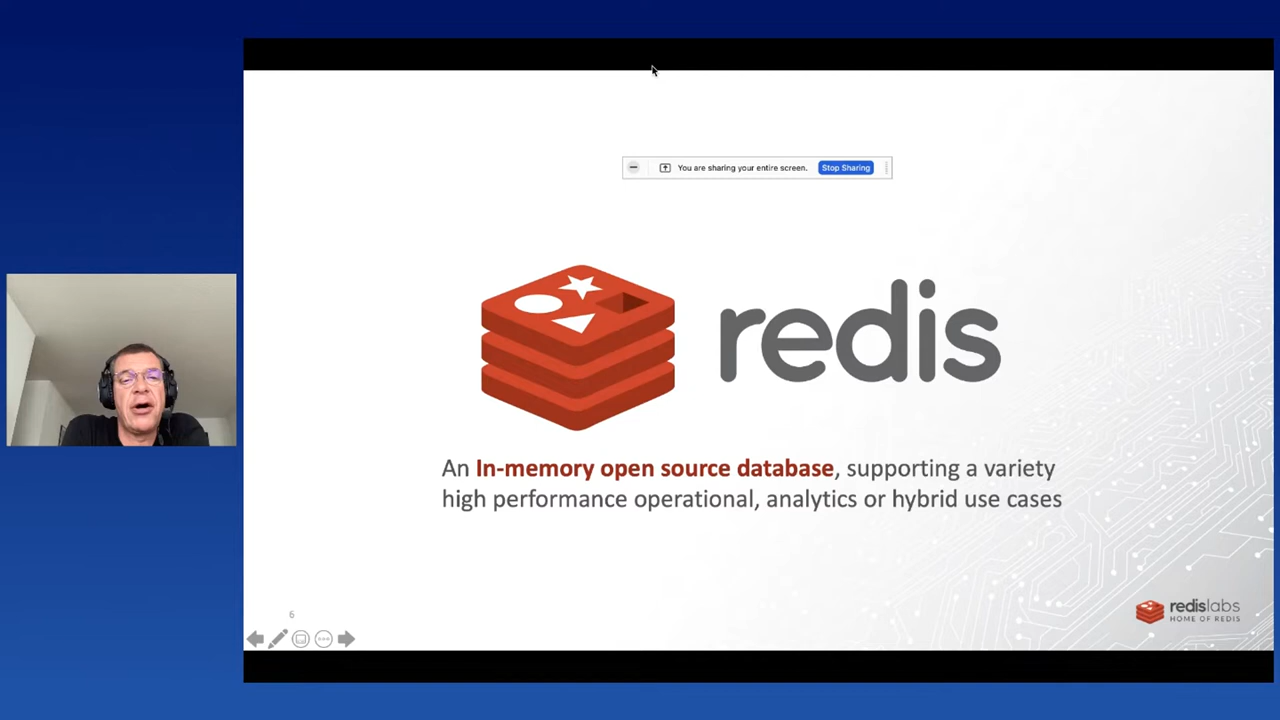 You are sharing your entire screen. Stop Sharing
redis
An In-memory open source database, supporting a variety
high performance operational, analytics or hybrid use cases
6
redislabs
HOME OF REDIS